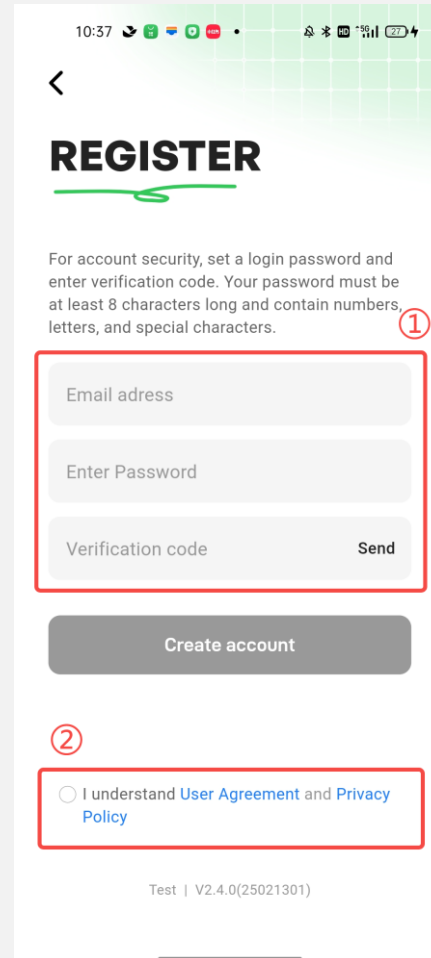 10:37
HD 5G 27
REGISTER
For account security, set a login password and
enter verification code. Your password must be
at least 8 characters long and contain numbers,
letters, and special characters.
①
Email adress
Enter Password
Verification code Send
Create account
②
I understand User Agreement and Privacy
Policy
Test | V2.4.0(25021301)